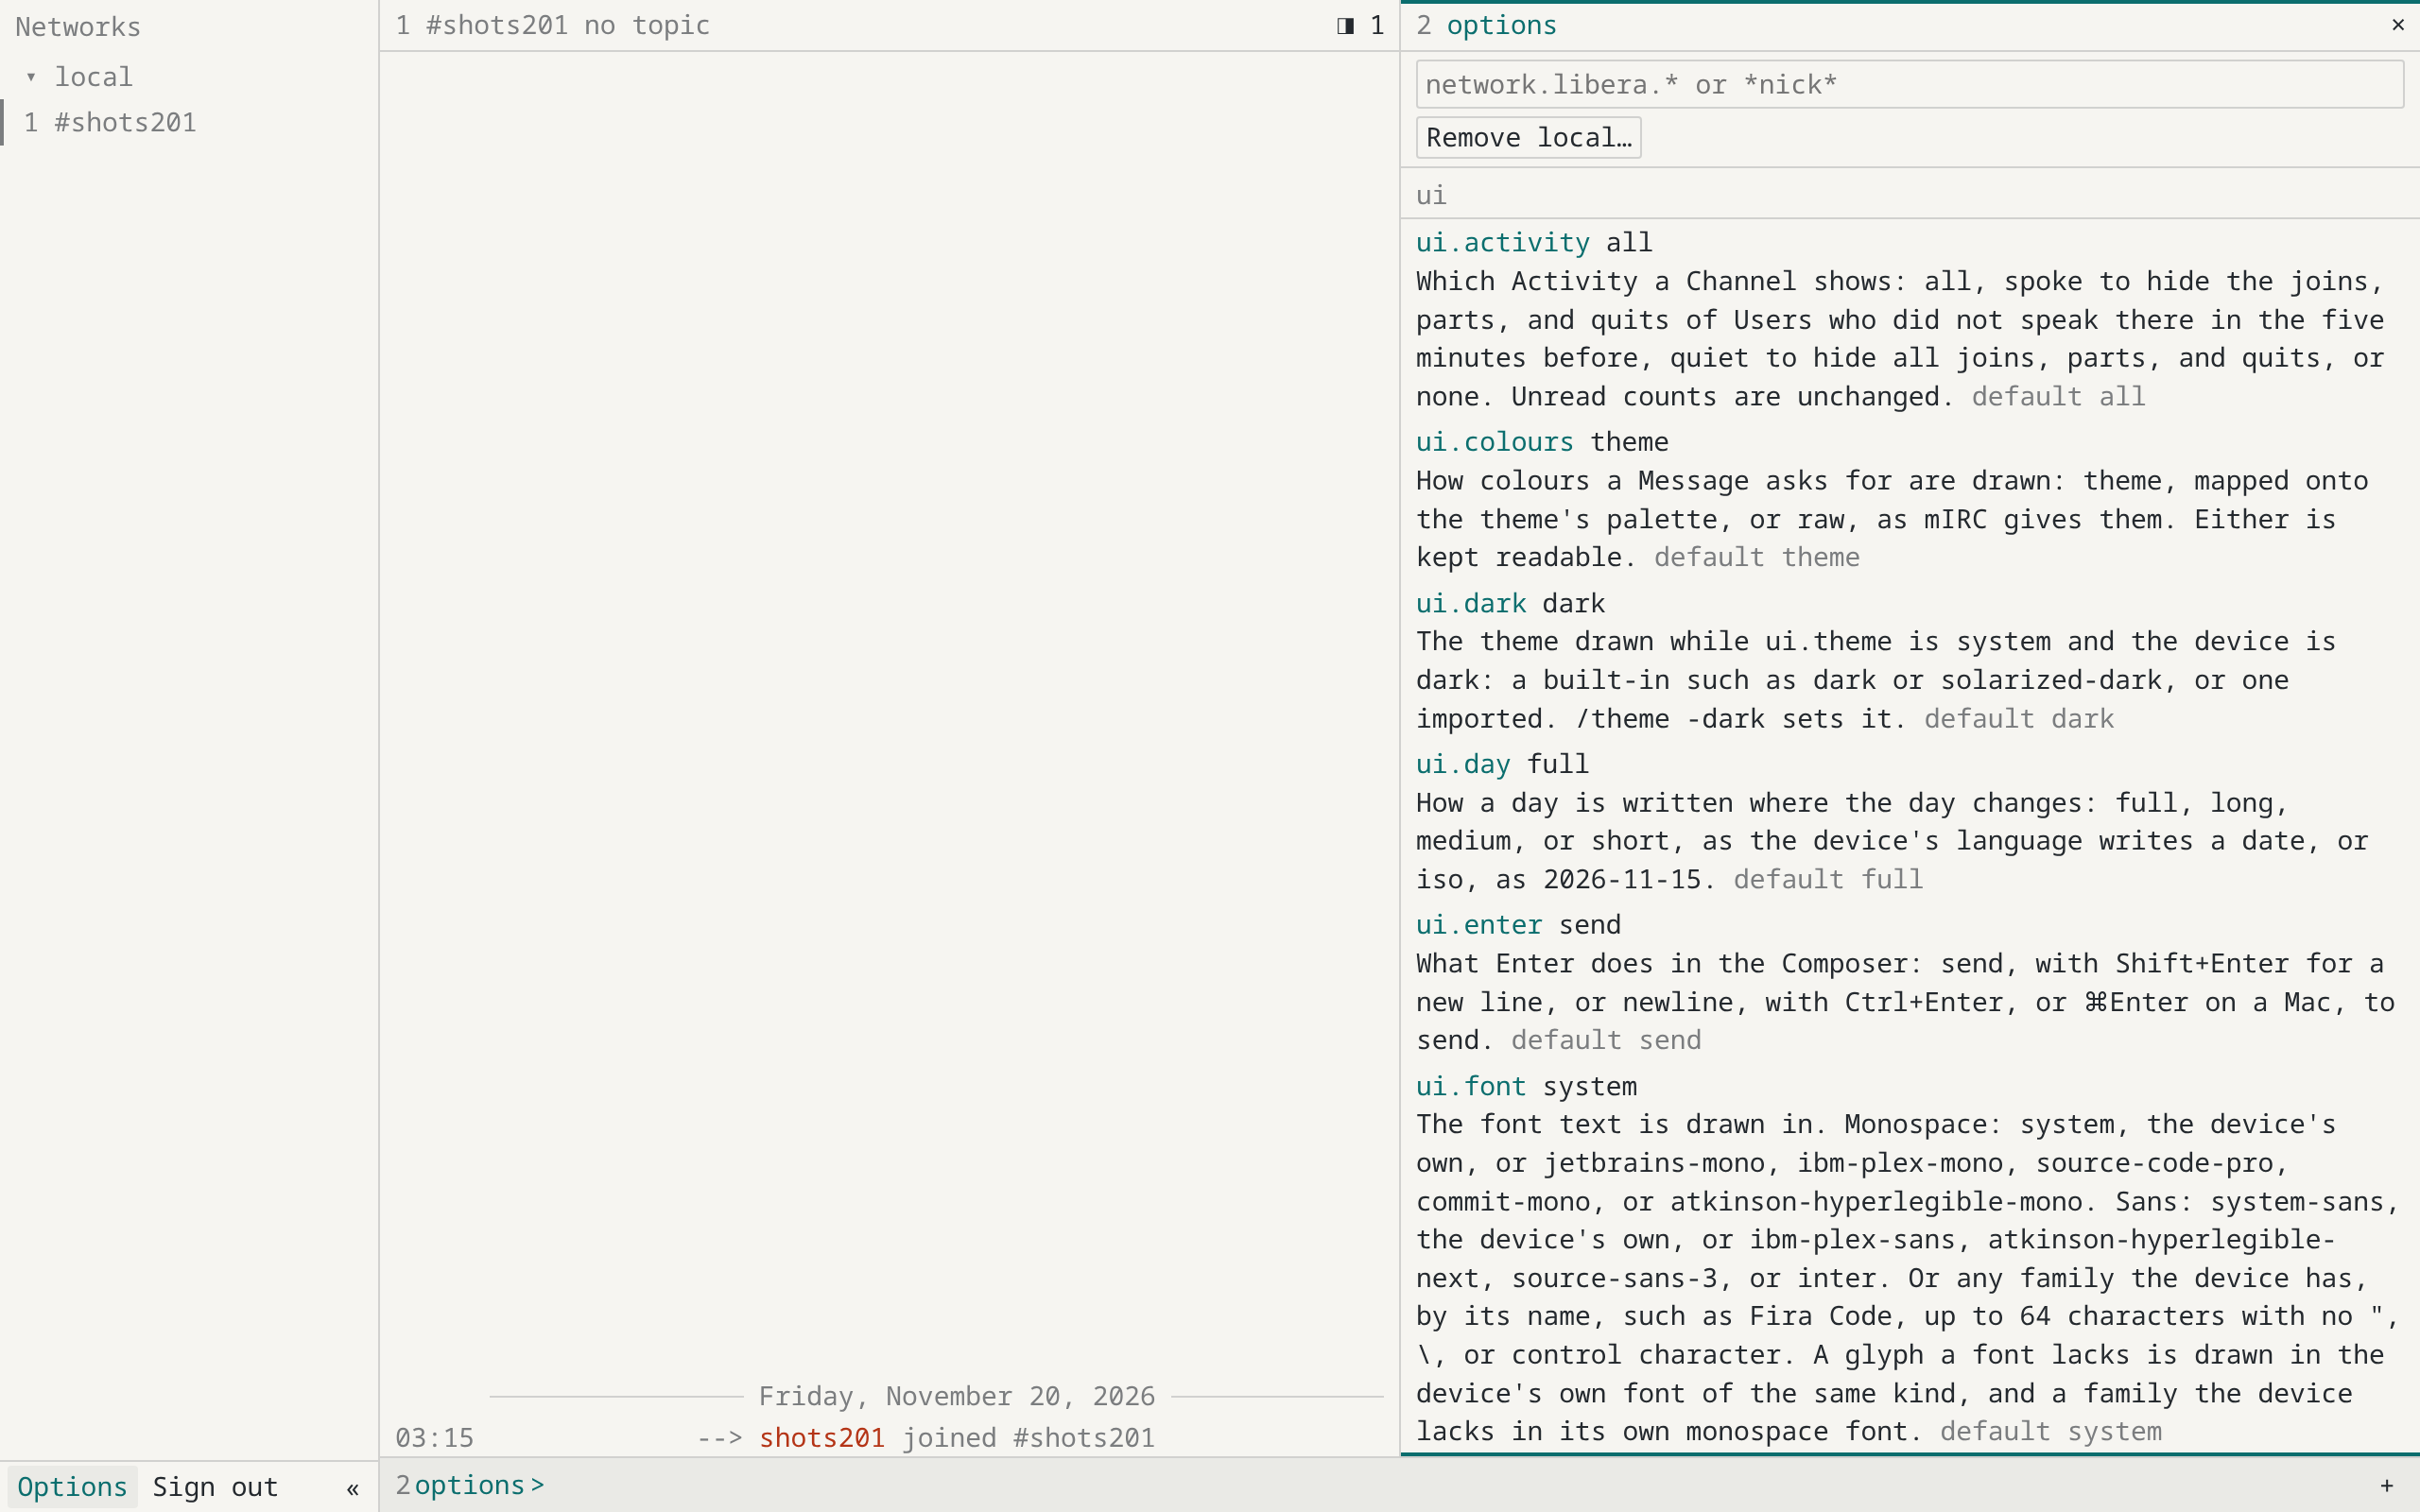 Networks
▾ local
1 #shots201
Options Sign out «
1 #shots201 no topic ◨ 1
Friday, November 20, 2026
03:15 --> shots201 joined #shots201
2 options ×
network.libera.* or *nick*
Remove local…
ui
ui.activity all
Which Activity a Channel shows: all, spoke to hide the joins,
parts, and quits of Users who did not speak there in the five
minutes before, quiet to hide all joins, parts, and quits, or
none. Unread counts are unchanged. default all
ui.colours theme
How colours a Message asks for are drawn: theme, mapped onto
the theme's palette, or raw, as mIRC gives them. Either is
kept readable. default theme
ui.dark dark
The theme drawn while ui.theme is system and the device is
dark: a built-in such as dark or solarized-dark, or one
imported. /theme -dark sets it. default dark
ui.day full
How a day is written where the day changes: full, long,
medium, or short, as the device's language writes a date, or
iso, as 2026-11-15. default full
ui.enter send
What Enter does in the Composer: send, with Shift+Enter for a
new line, or newline, with Ctrl+Enter, or ⌘Enter on a Mac, to
send. default send
ui.font system
The font text is drawn in. Monospace: system, the device's
own, or jetbrains-mono, ibm-plex-mono, source-code-pro,
commit-mono, or atkinson-hyperlegible-mono. Sans: system-sans,
the device's own, or ibm-plex-sans, atkinson-hyperlegible-
next, source-sans-3, or inter. Or any family the device has,
by its name, such as Fira Code, up to 64 characters with no ",
\, or control character. A glyph a font lacks is drawn in the
device's own font of the same kind, and a family the device
lacks in its own monospace font. default system
2 options > +